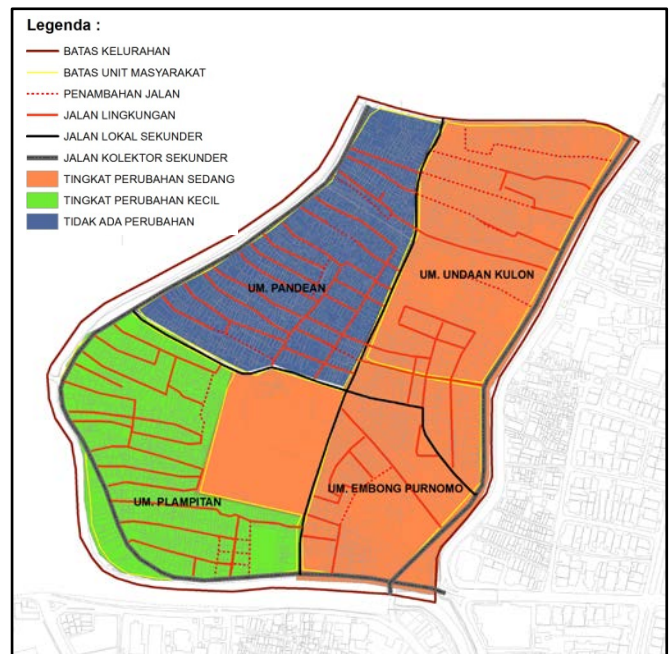 Legenda :
BATAS KELURAHAN
BATAS UNIT MASYARAKAT
PENAMBAHAN JALAN
JALAN LINGKUNGAN
JALAN LOKAL SEKUNDER
JALAN KOLEKTOR SEKUNDER
TINGKAT PERUBAHAN SEDANG
TINGKAT PERUBAHAN KECIL
TIDAK ADA PERUBAHAN
UM. UNDAAN KULON
UM. PANDEAN
UM. EMBONG PURNOMO
UM. PLAMPITAN